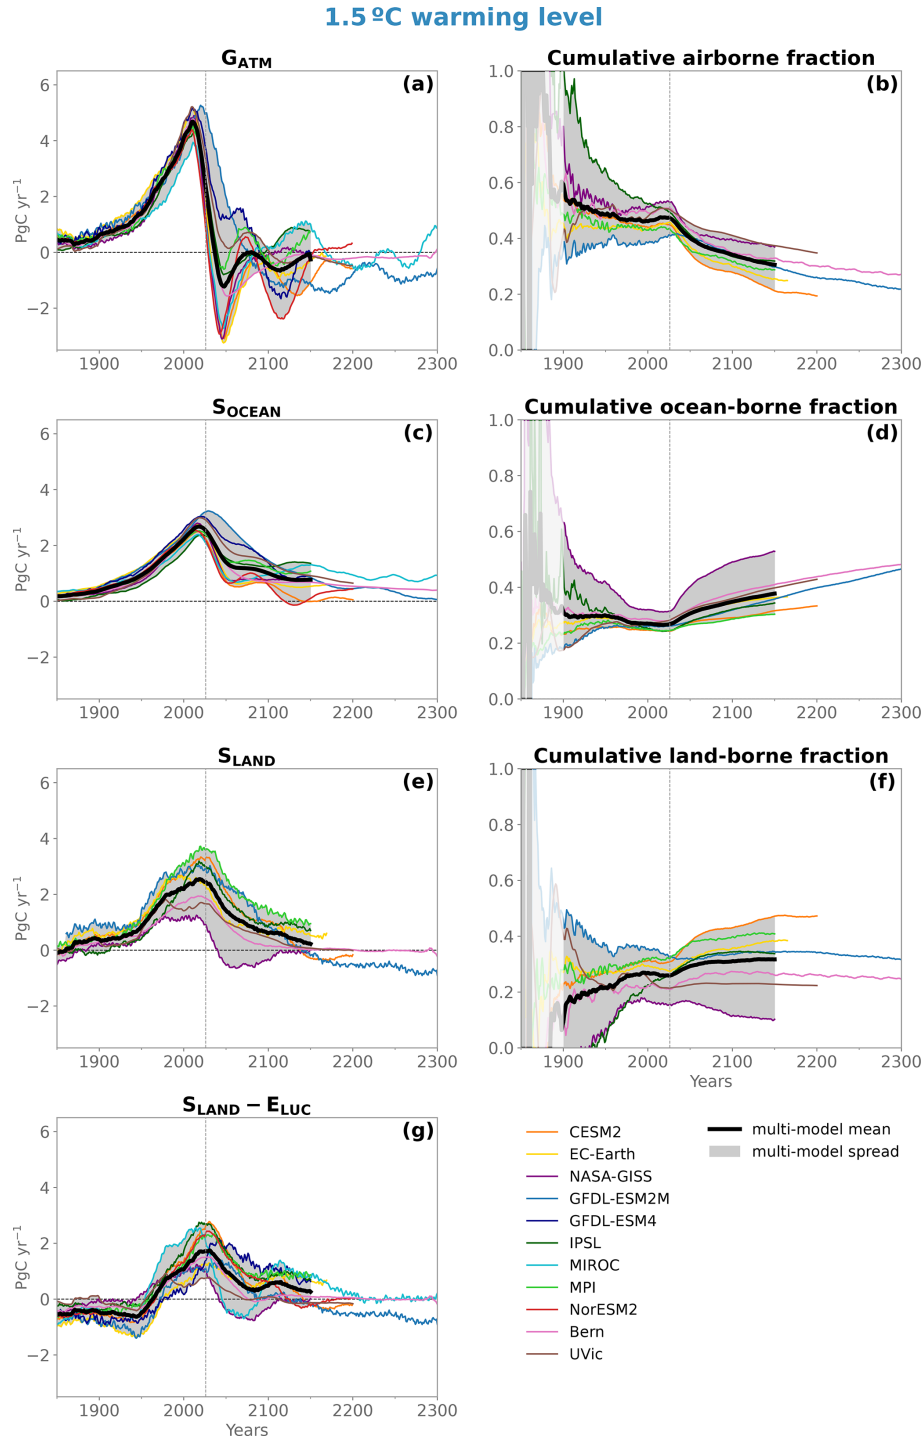 1.5 ºC warming level
G_ATM
Cumulative airborne fraction
(a)
(b)
PgC yr⁻¹
6
4
2
0
−2
1900 2000 2100 2200 2300
1.0
0.8
0.6
0.4
0.2
0.0
1900 2000 2100 2200 2300
S_OCEAN
Cumulative ocean-borne fraction
(c)
(d)
PgC yr⁻¹
6
4
2
0
−2
1900 2000 2100 2200 2300
1.0
0.8
0.6
0.4
0.2
0.0
1900 2000 2100 2200 2300
S_LAND
Cumulative land-borne fraction
(e)
(f)
PgC yr⁻¹
6
4
2
0
−2
1900 2000 2100 2200 2300
1.0
0.8
0.6
0.4
0.2
0.0
1900 2000 2100 2200 2300
Years
S_LAND − E_LUC
(g)
PgC yr⁻¹
6
4
2
0
−2
1900 2000 2100 2200 2300
Years
CESM2
EC-Earth
NASA-GISS
GFDL-ESM2M
GFDL-ESM4
IPSL
MIROC
MPI
NorESM2
Bern
UVic
multi-model mean
multi-model spread